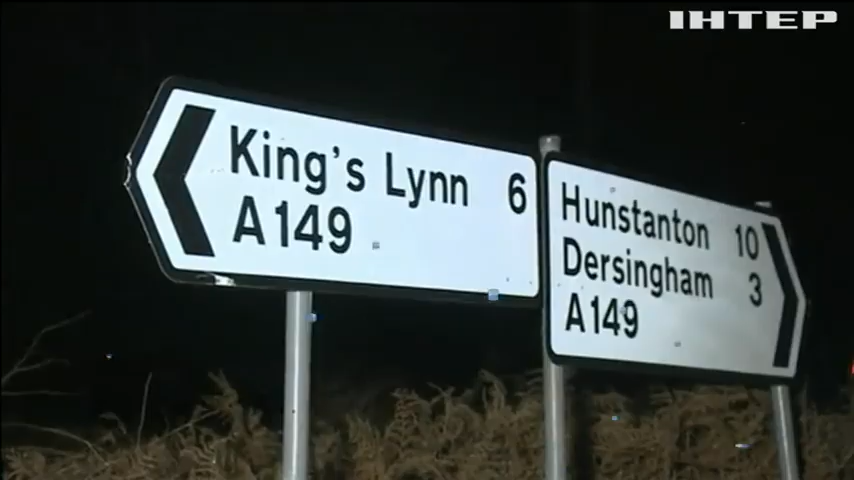 ІНТЕР
King's Lynn 6
A149
Hunstanton 10
Dersingham 3
A149